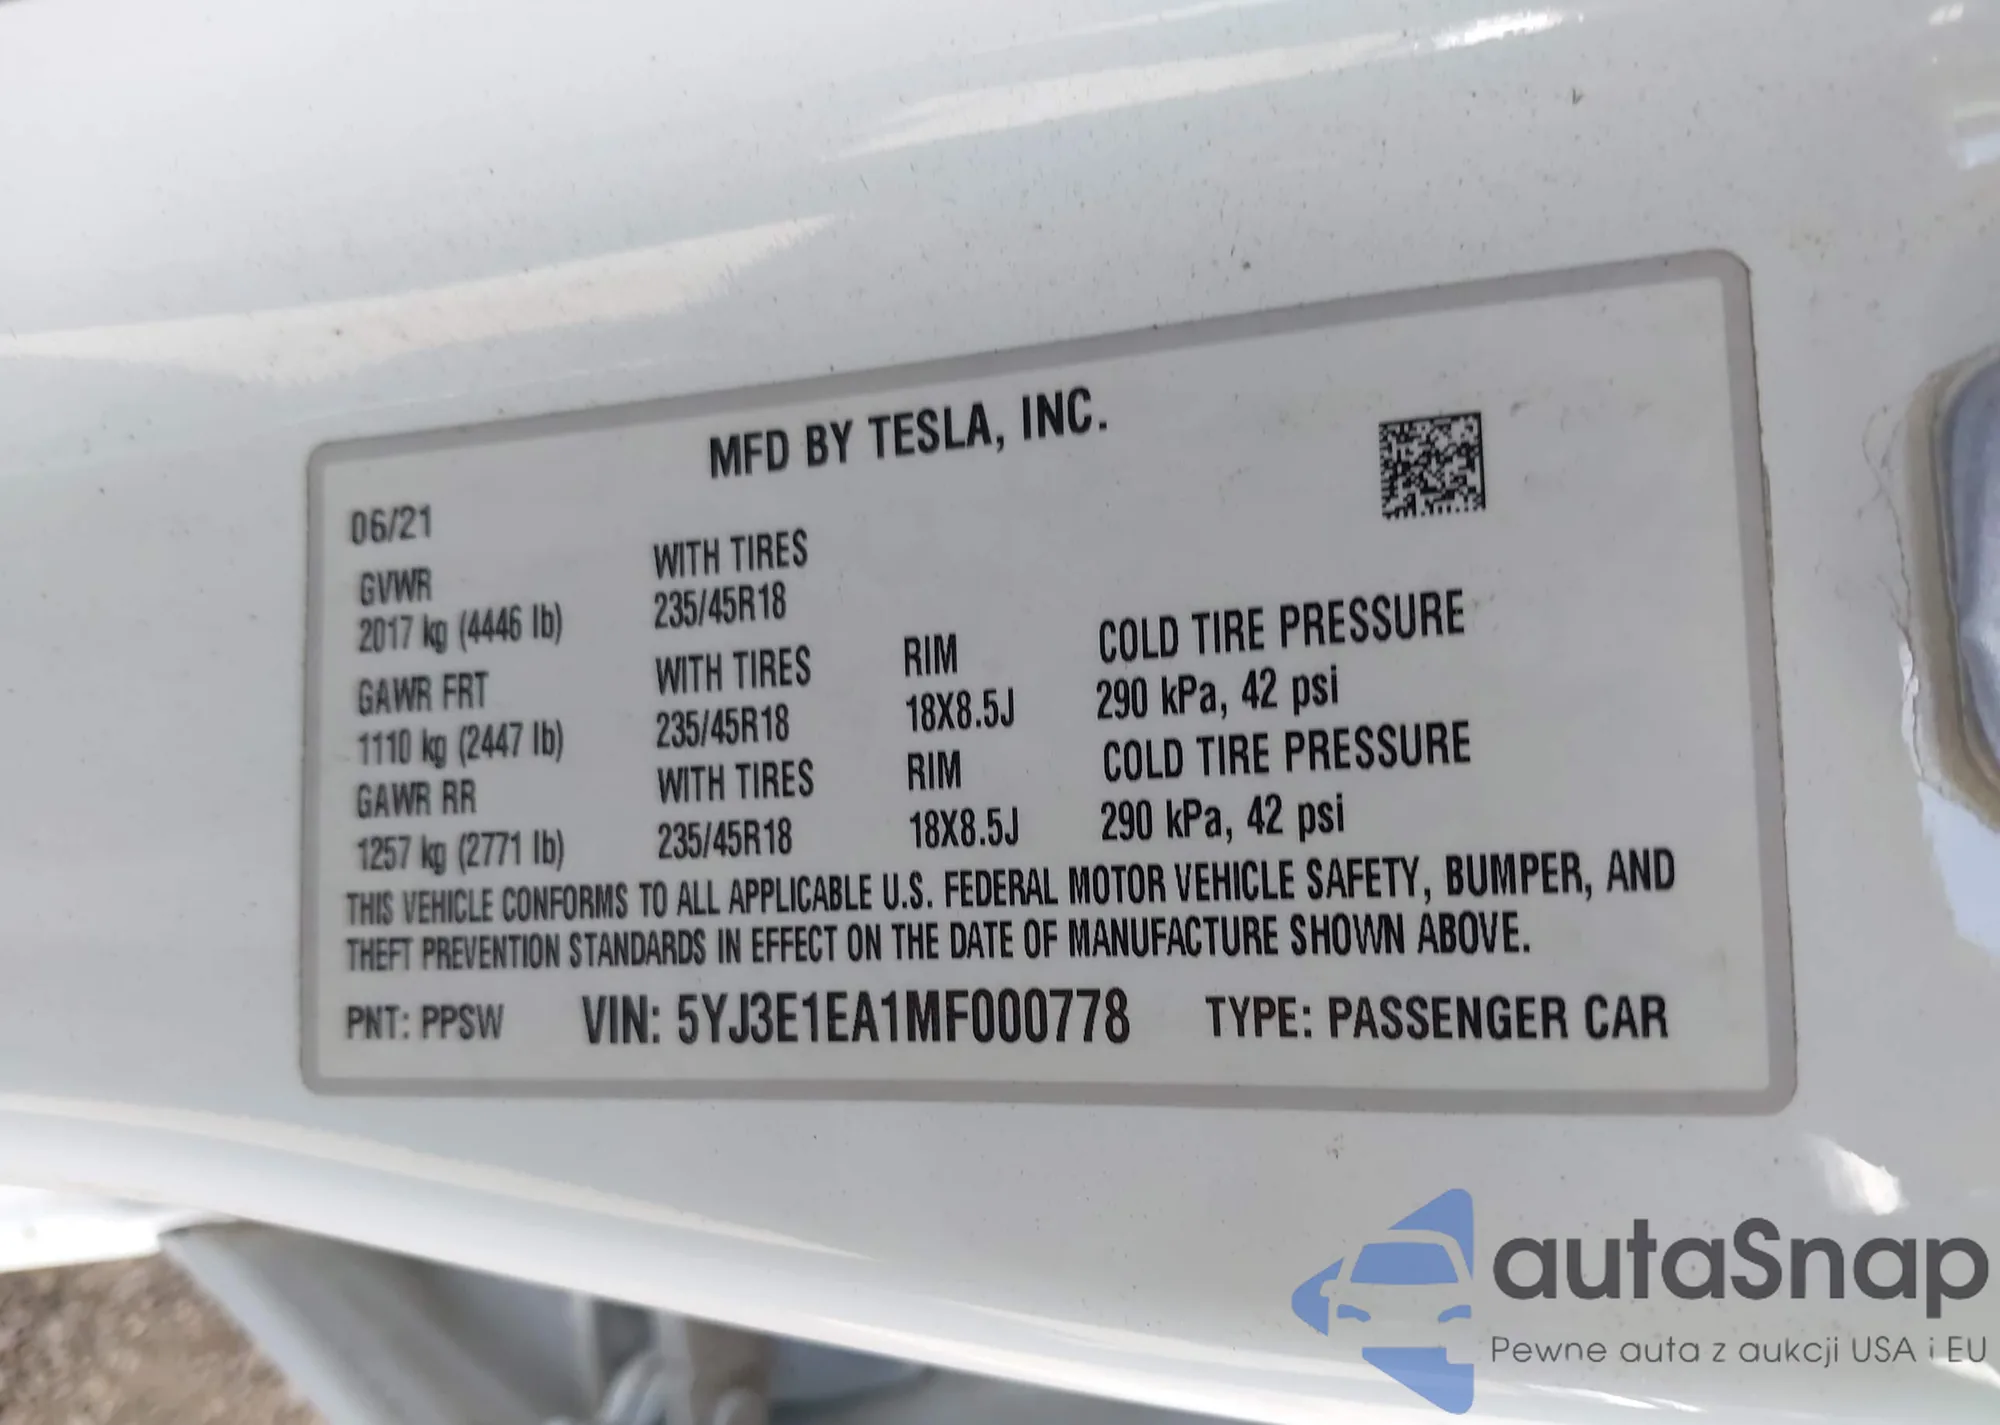 MFD BY TESLA, INC.
06/21
GVWR WITH TIRES
2017 kg (4446 lb) 235/45R18
GAWR FRT WITH TIRES RIM COLD TIRE PRESSURE
1110 kg (2447 lb) 235/45R18 18X8.5J 290 kPa, 42 psi
GAWR RR WITH TIRES RIM COLD TIRE PRESSURE
1257 kg (2771 lb) 235/45R18 18X8.5J 290 kPa, 42 psi
THIS VEHICLE CONFORMS TO ALL APPLICABLE U.S. FEDERAL MOTOR VEHICLE SAFETY, BUMPER, AND
THEFT PREVENTION STANDARDS IN EFFECT ON THE DATE OF MANUFACTURE SHOWN ABOVE.
PNT: PPSW VIN: 5YJ3E1EA1MF000778 TYPE: PASSENGER CAR
autaSnap
Pewne auta z aukcji USA i EU